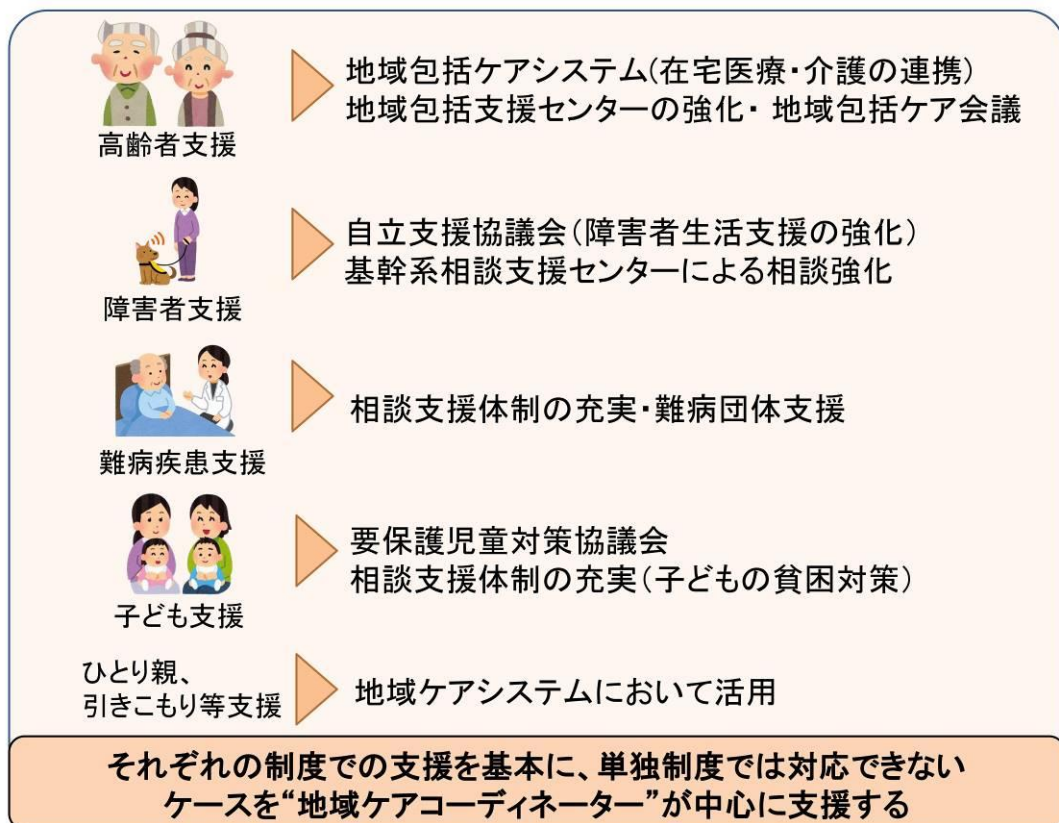 高齢者支援
地域包括ケアシステム(在宅医療・介護の連携)
地域包括支援センターの強化・ 地域包括ケア会議
障害者支援
自立支援協議会(障害者生活支援の強化)
基幹系相談支援センターによる相談強化
難病疾患支援
相談支援体制の充実・難病団体支援
子ども支援
要保護児童対策協議会
相談支援体制の充実(子どもの貧困対策)
ひとり親、
引きこもり等支援
地域ケアシステムにおいて活用
それぞれの制度での支援を基本に、単独制度では対応できない
ケースを“地域ケアコーディネーター”が中心に支援する